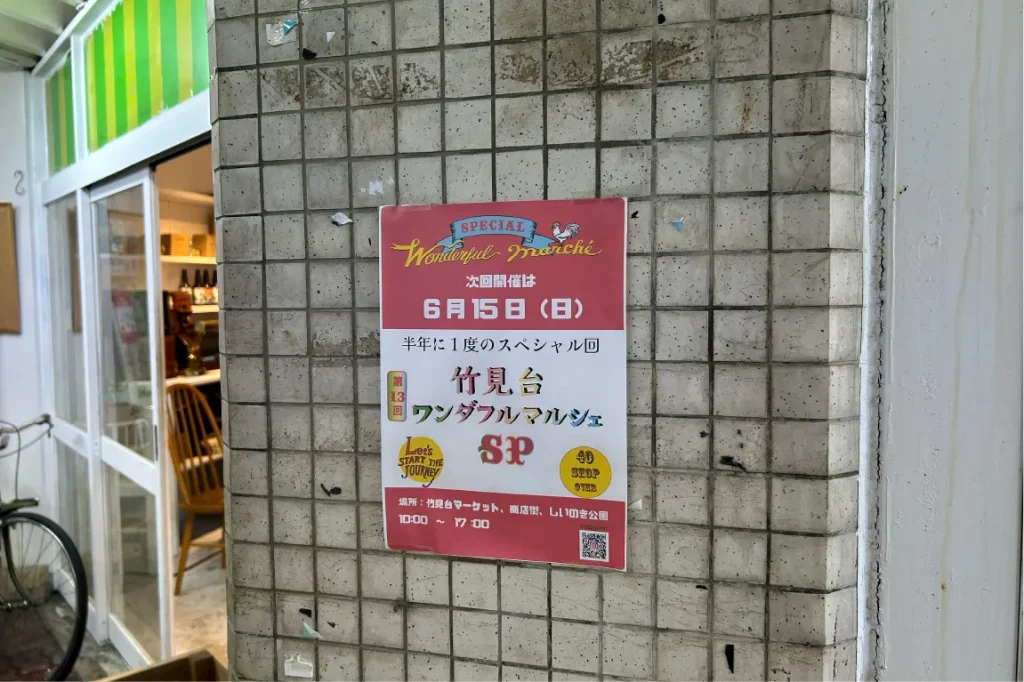 SPECIAL
Wonderful Marché
次回開催は
6月15日（日）
半年に1度のスペシャル回
第13回
竹見台
ワンダフルマルシェ
SP
Let's
START THE
JOURNEY
40
SHOP
OVER
場所：竹見台マーケット、商店街、しいのき公園
10:00 ～ 17:00